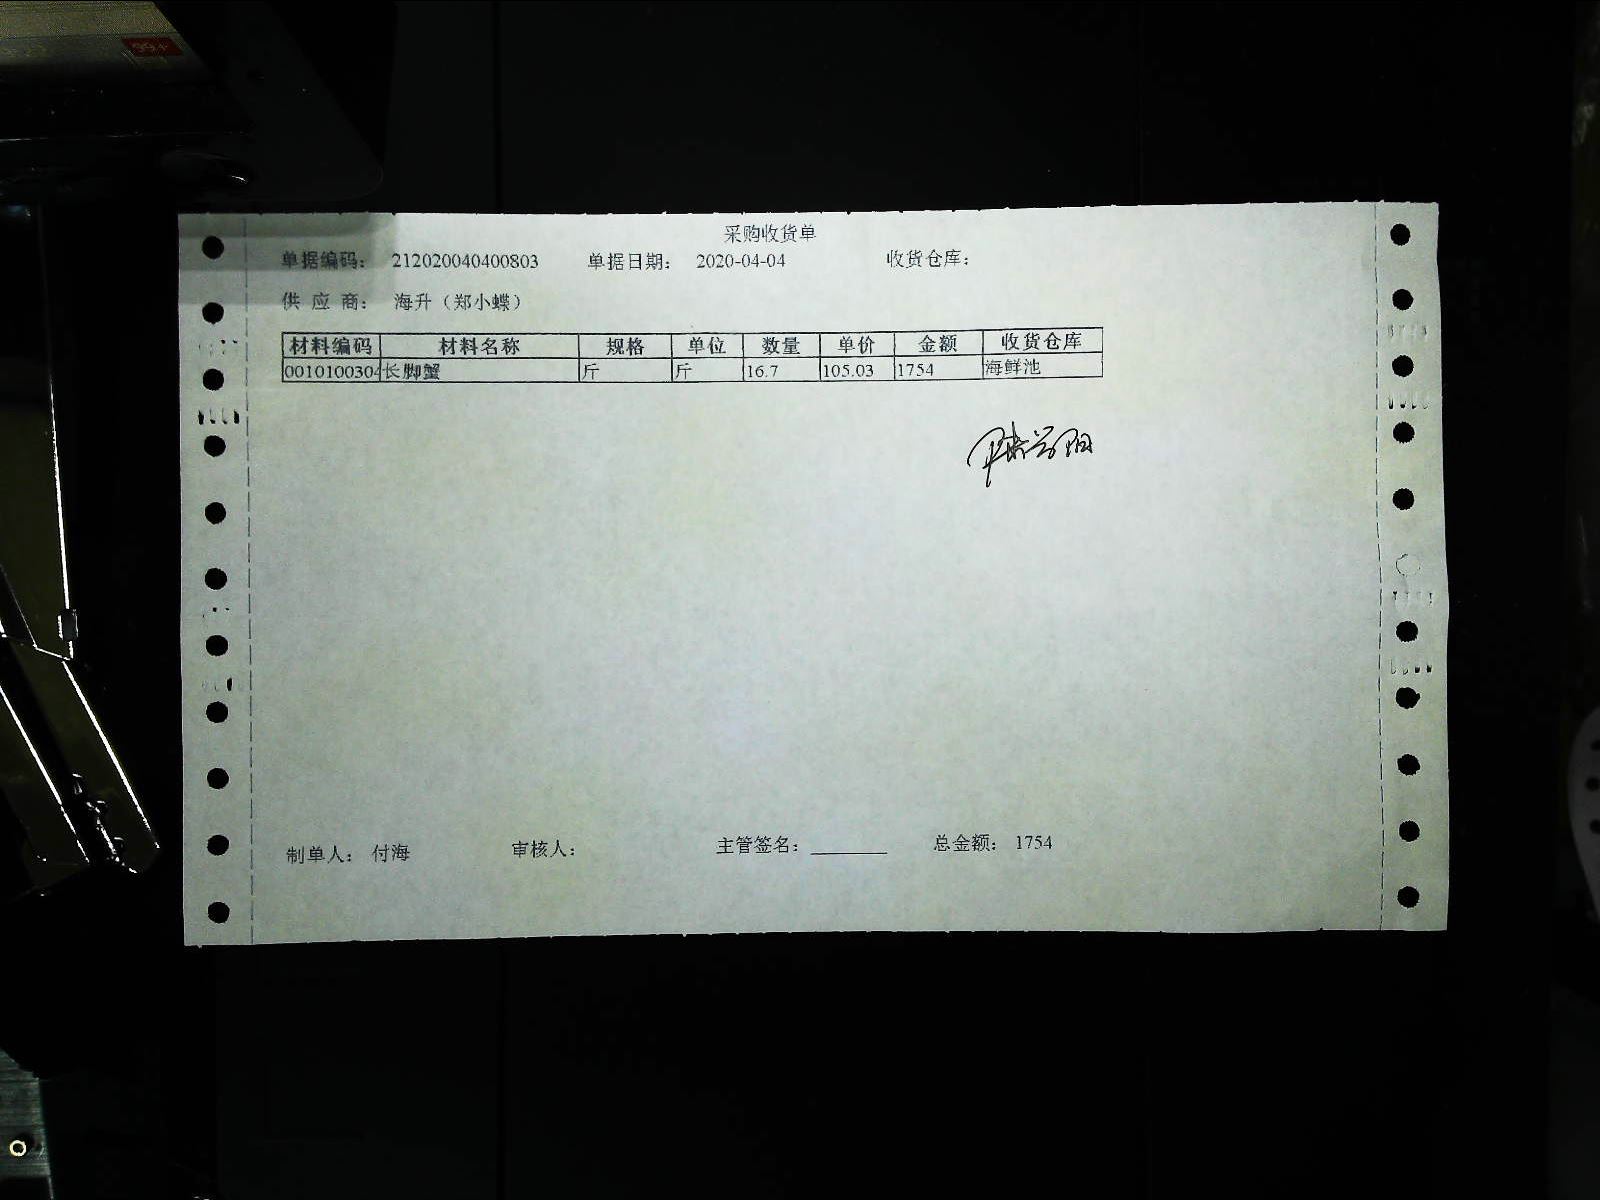 99+
采购收货单
单据编码： 212020040400803 单据日期： 2020-04-04 收货仓库：
供 应 商： 海升（郑小蝶）
材料编码 材料名称 规格 单位 数量 单价 金额 收货仓库
0010100304 长脚蟹 斤 斤 16.7 105.03 1754 海鲜池
制单人： 付海 审核人： 主管签名： ________ 总金额： 1754